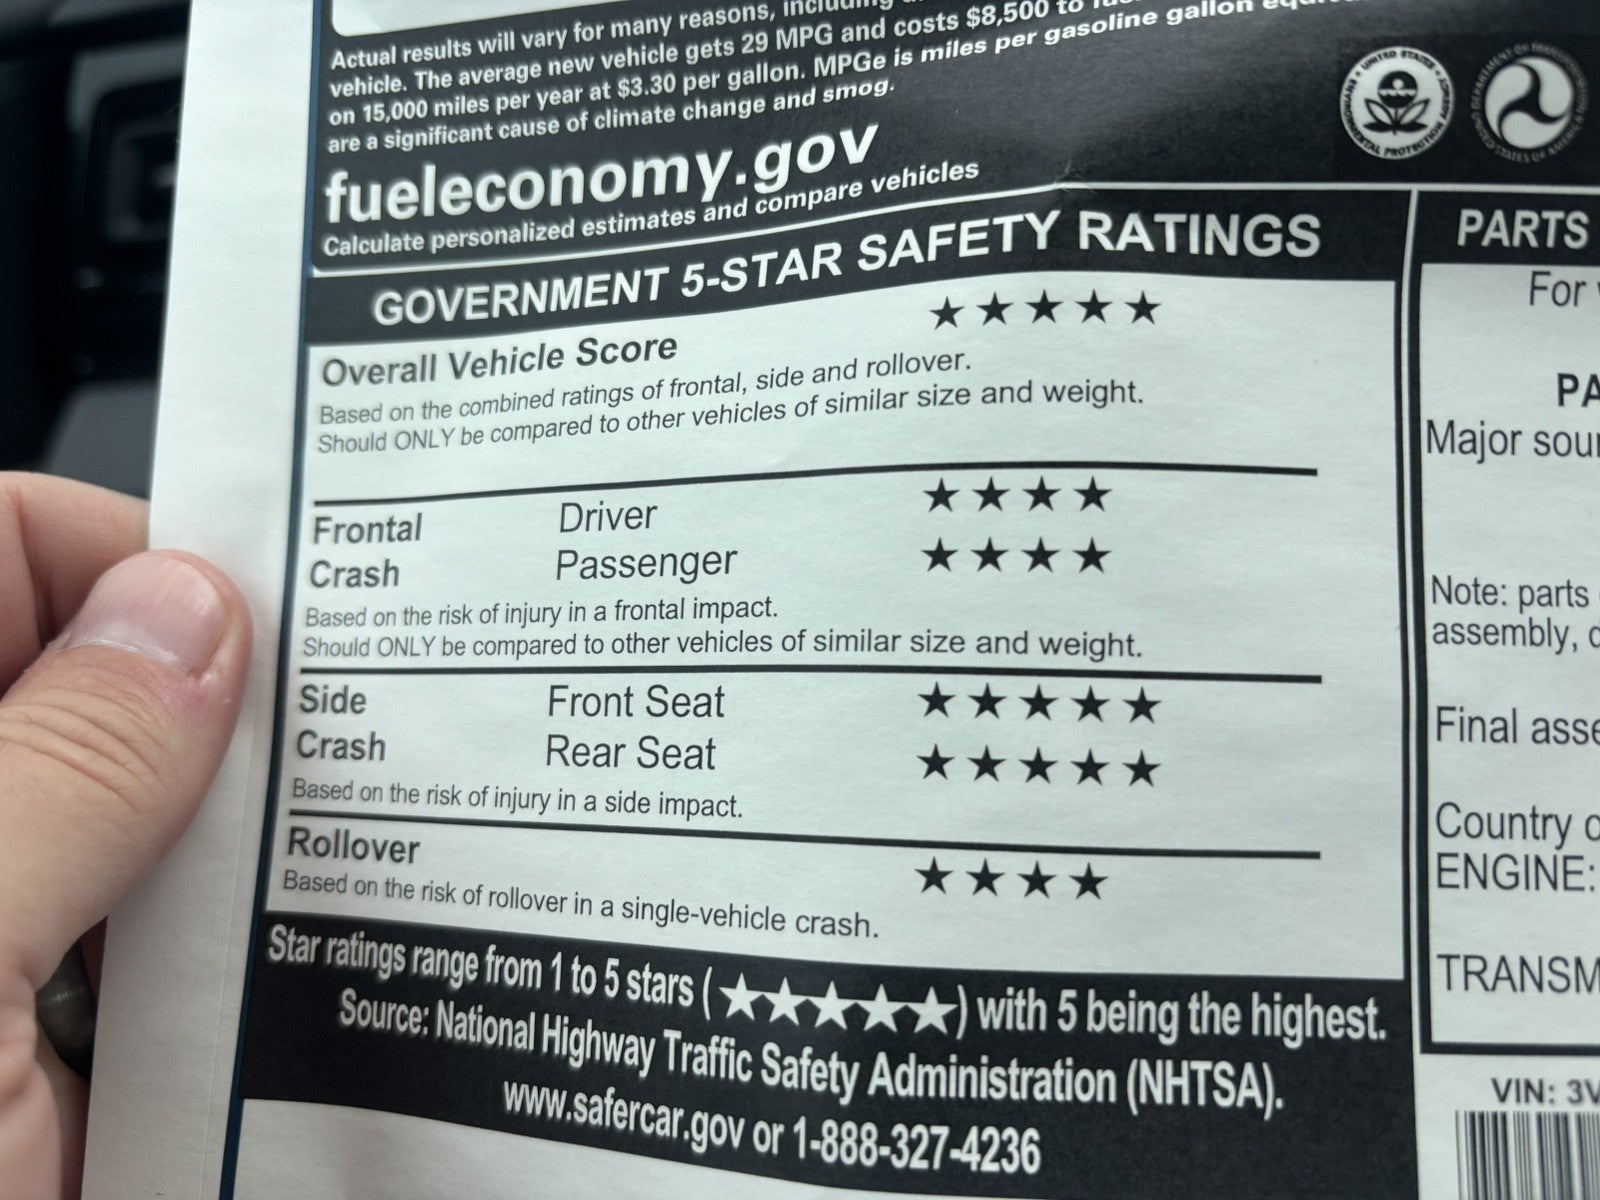 Actual results will vary for many reasons, including
vehicle. The average new vehicle gets 29 MPG and costs $8,500 to
on 15,000 miles per year at $3.30 per gallon. MPGe is miles per gasoline gallon
are a significant cause of climate change and smog.
fueleconomy.gov
Calculate personalized estimates and compare vehicles
GOVERNMENT 5-STAR SAFETY RATINGS
Overall Vehicle Score ★★★★★
Based on the combined ratings of frontal, side and rollover.
Should ONLY be compared to other vehicles of similar size and weight.
Frontal Driver ★★★★
Crash Passenger ★★★★
Based on the risk of injury in a frontal impact.
Should ONLY be compared to other vehicles of similar size and weight.
Side Front Seat ★★★★★
Crash Rear Seat ★★★★★
Based on the risk of injury in a side impact.
Rollover ★★★★
Based on the risk of rollover in a single-vehicle crash.
Star ratings range from 1 to 5 stars (★★★★★) with 5 being the highest.
Source: National Highway Traffic Safety Administration (NHTSA).
www.safercar.gov or 1-888-327-4236
PARTS
For
PA
Major sour
Note: parts
assembly, d
Final asse
Country o
ENGINE:
TRANSM
VIN: 3V